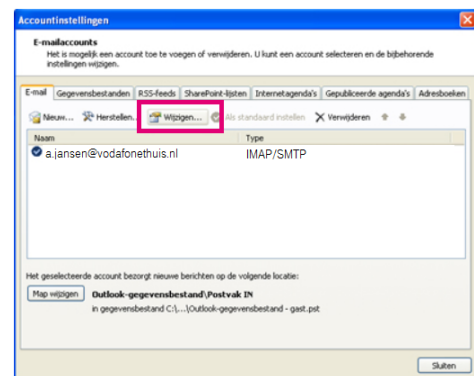 Accountinstellingen
E-mailaccounts
Het is mogelijk een account toe te voegen of verwijderen. U kunt een account selecteren en de bijbehorende
instellingen wijzigen.
E-mail Gegevensbestanden RSS-feeds SharePoint-lijsten Internetagenda's Gepubliceerde agenda's Adresboeken
Nieuw... Herstellen... Wijzigen... Als standaard instellen Verwijderen
Naam Type
a.jansen@vodafonethuis.nl IMAP/SMTP
Het geselecteerde account bezorgt nieuwe berichten op de volgende locatie:
Map wijzigen Outlook-gegevensbestand\Postvak IN
in gegevensbestand C:\...\Outlook-gegevensbestand - gast.pst
Sluiten